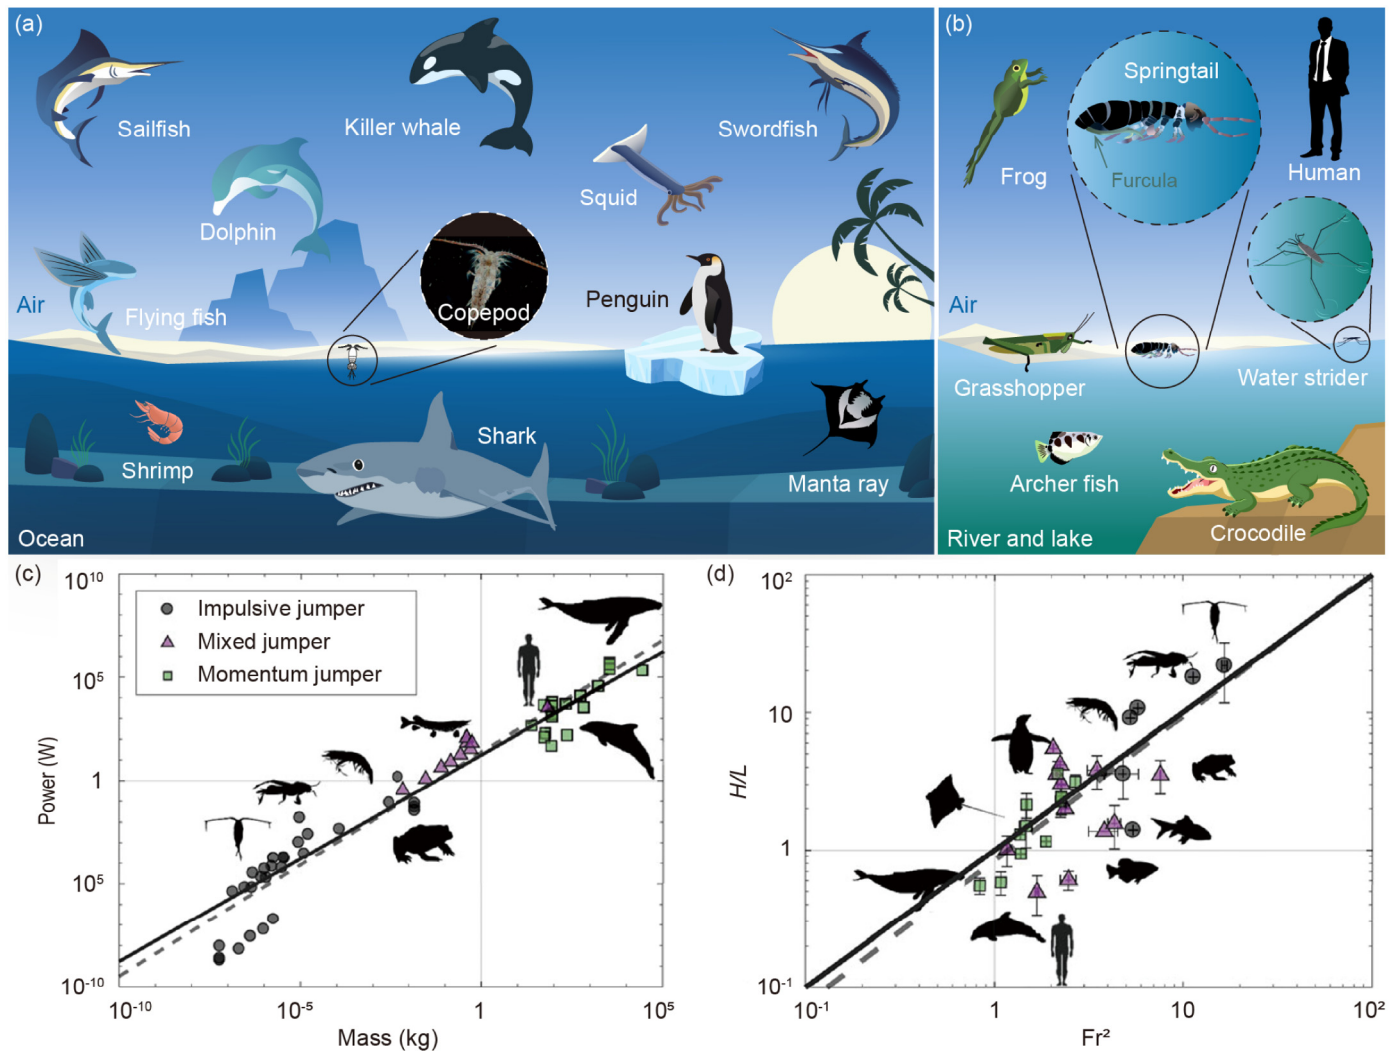 (a)
Sailfish
Killer whale
Swordfish
Squid
Dolphin
Copepod
Penguin
Air
Flying fish
Shark
Shrimp
Manta ray
Ocean
(b)
Springtail
Furcula
Frog
Human
Air
Grasshopper
Water strider
Archer fish
River and lake
Crocodile
(c)
Impulsive jumper
Mixed jumper
Momentum jumper
10¹⁰
10⁵
1
10⁵
10⁻¹⁰
Power (W)
10⁻¹⁰
10⁻⁵
1
10⁵
Mass (kg)
(d)
10²
10
1
10⁻¹
H/L
10⁻¹
1
10
10²
Fr²